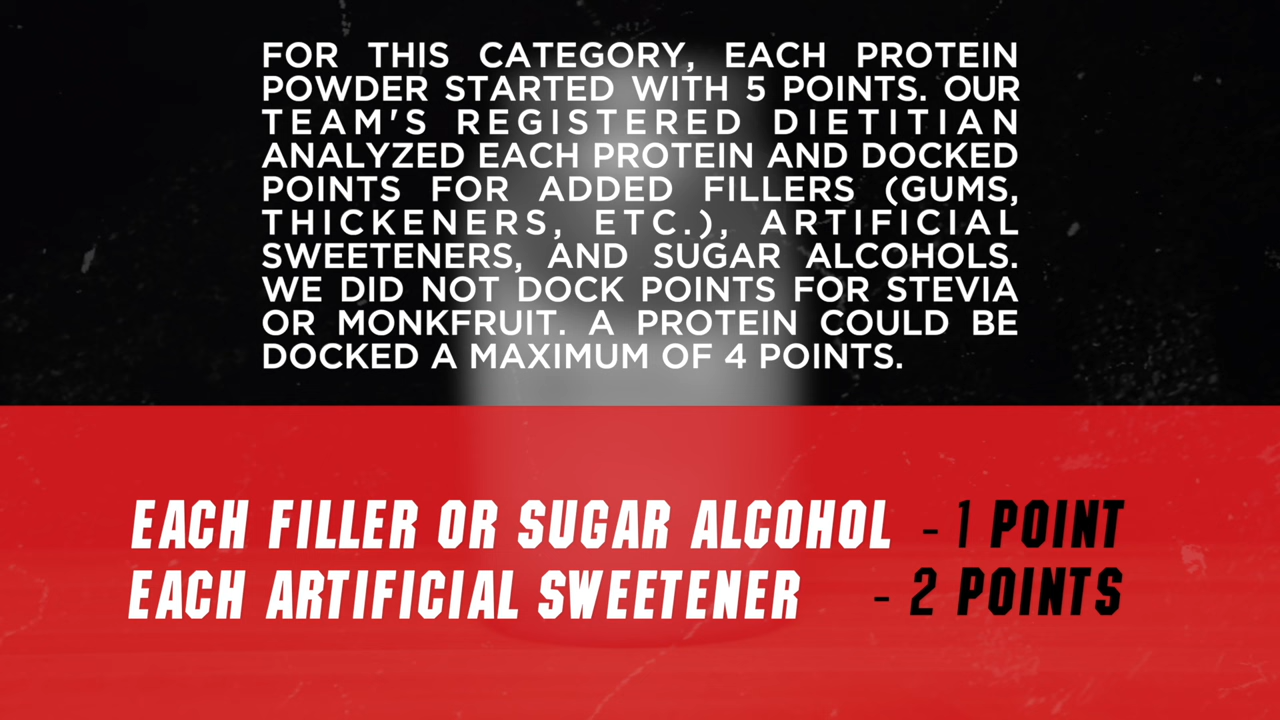 FOR THIS CATEGORY, EACH PROTEIN
POWDER STARTED WITH 5 POINTS. OUR
TEAM'S REGISTERED DIETITIAN
ANALYZED EACH PROTEIN AND DOCKED
POINTS FOR ADDED FILLERS (GUMS,
THICKENERS, ETC.), ARTIFICIAL
SWEETENERS, AND SUGAR ALCOHOLS.
WE DID NOT DOCK POINTS FOR STEVIA
OR MONKFRUIT. A PROTEIN COULD BE
DOCKED A MAXIMUM OF 4 POINTS.
EACH FILLER OR SUGAR ALCOHOL - 1 POINT
EACH ARTIFICIAL SWEETENER - 2 POINTS